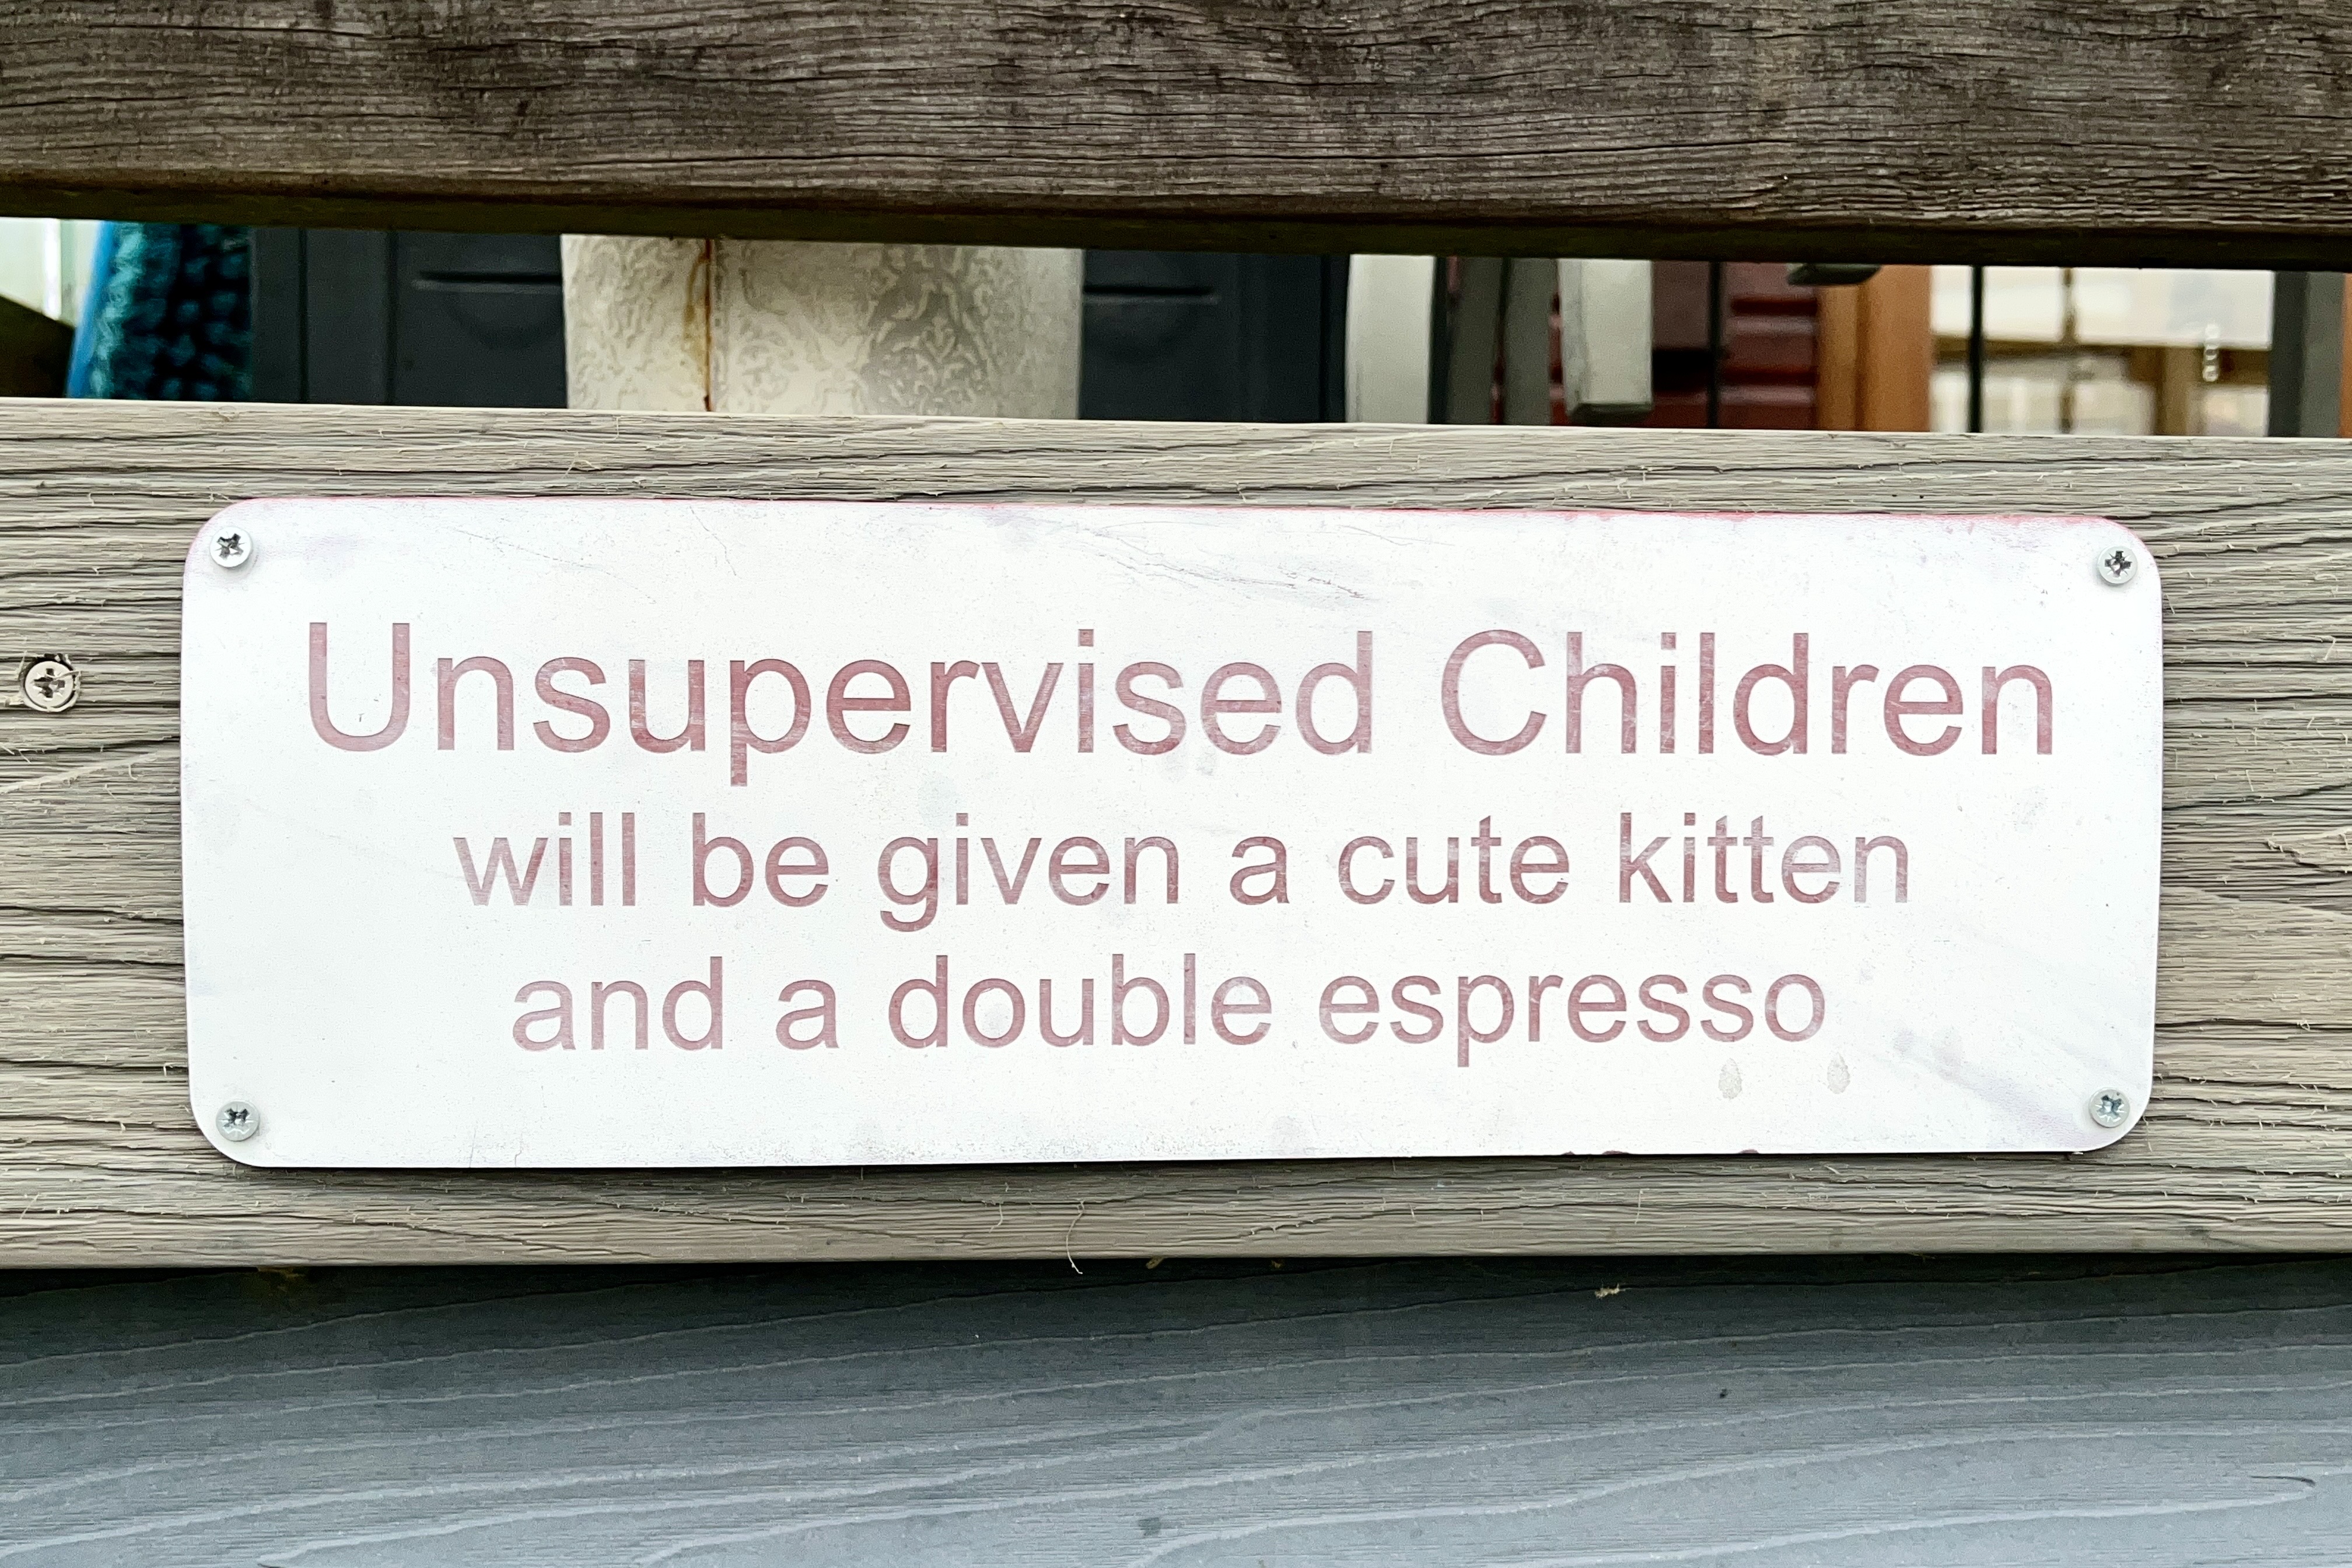 Unsupervised Children
will be given a cute kitten
and a double espresso